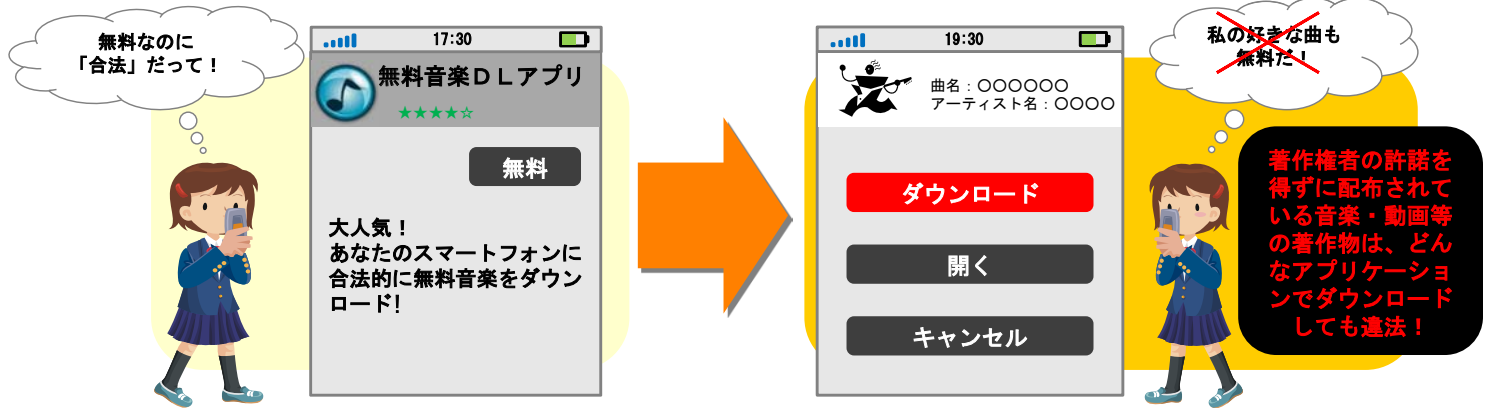 無料なのに
「合法」だって！
17:30
無料音楽ＤＬアプリ
★★★★☆
無料
大人気！
あなたのスマートフォンに
合法的に無料音楽をダウン
ロード!
19:30
曲名：〇〇〇〇〇〇
アーティスト名：〇〇〇〇
ダウンロード
開く
キャンセル
私の好きな曲も
無料だ！
著作権者の許諾を
得ずに配布されて
いる音楽・動画等
の著作物は、どん
なアプリケーショ
ンでダウンロード
しても違法！